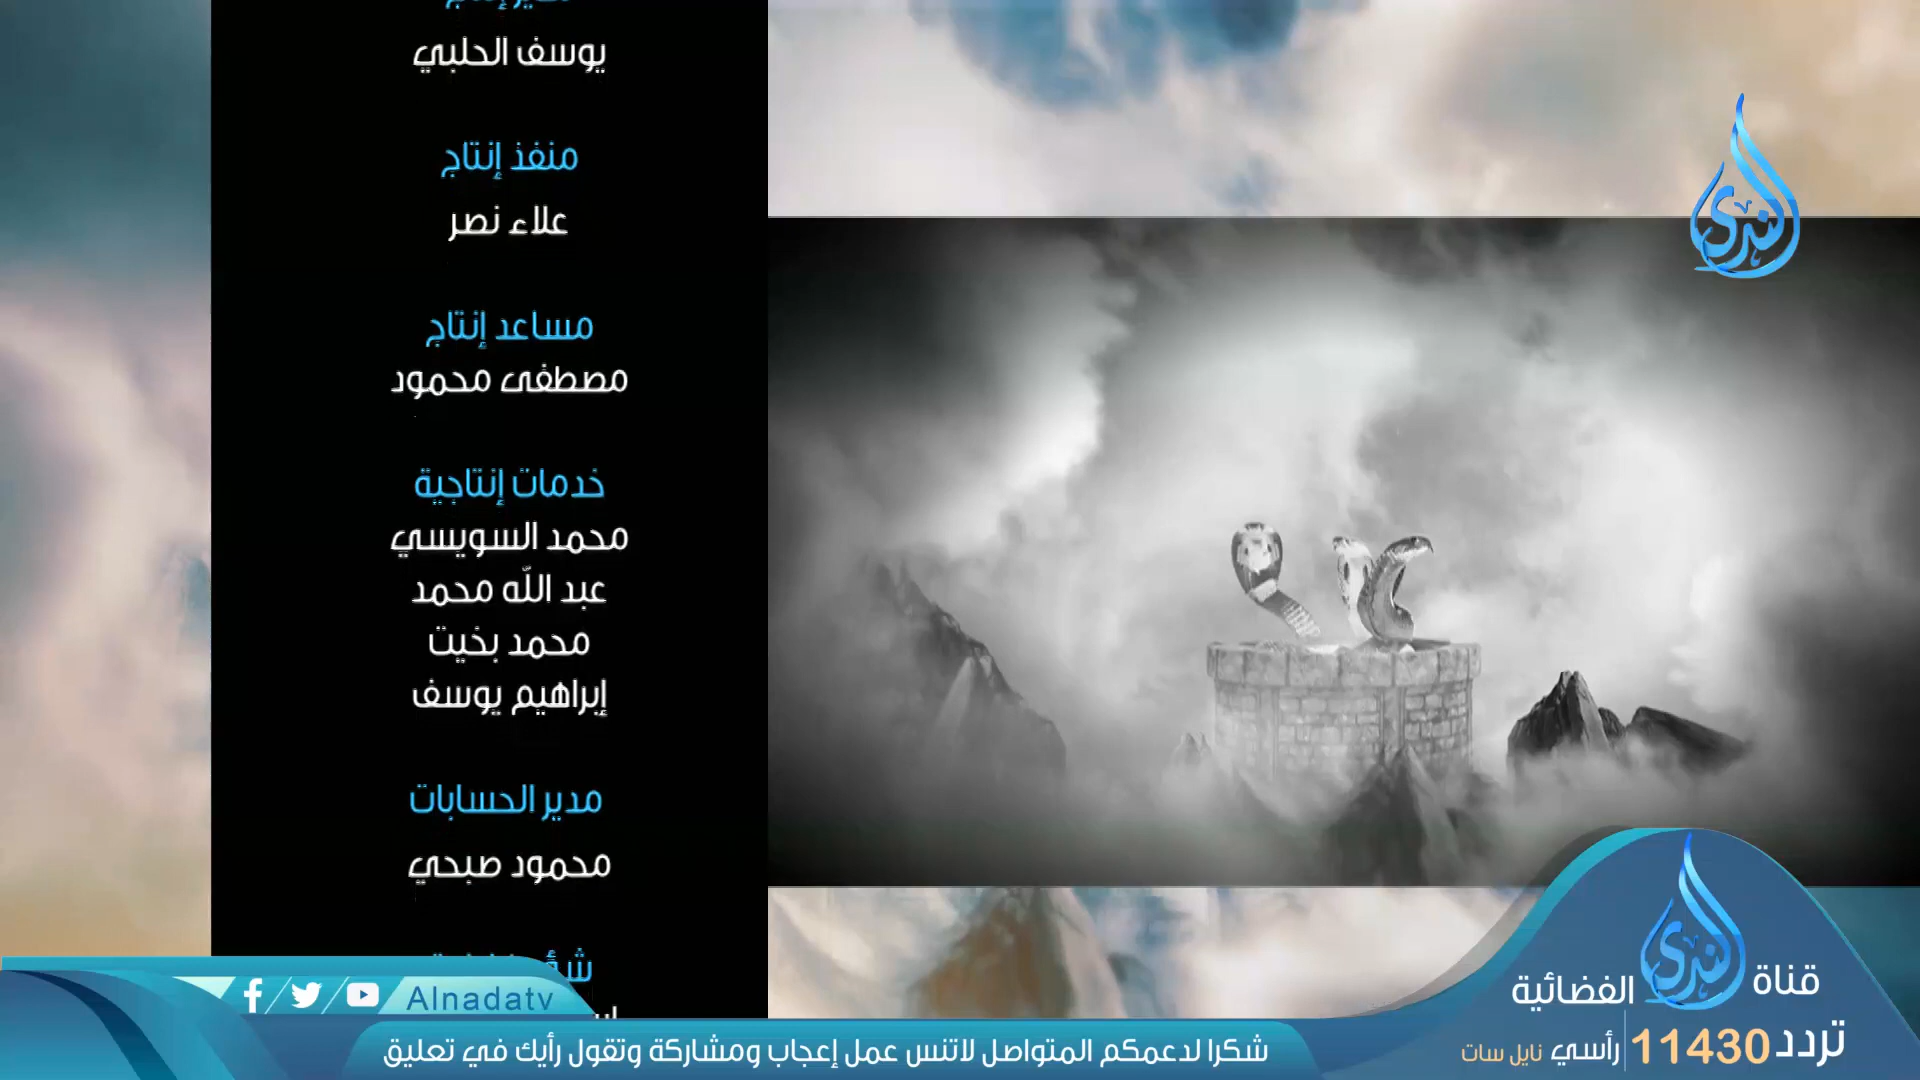 يوسف الحلبي
منفذ إنتاج
علاء نصر
مساعد إنتاج
مصطفى محمود
خدمات إنتاجية
محمد السويسي
عبد الله محمد
محمد بخيت
إبراهيم يوسف
مدير الحسابات
محمود صبحي
الندى
Alnadatv
شكرا لدعمكم المتواصل لاتنس عمل إعجاب ومشاركة وتقول رأيك في تعليق
قناة الندى الفضائية
تردد 11430 رأسي نايل سات